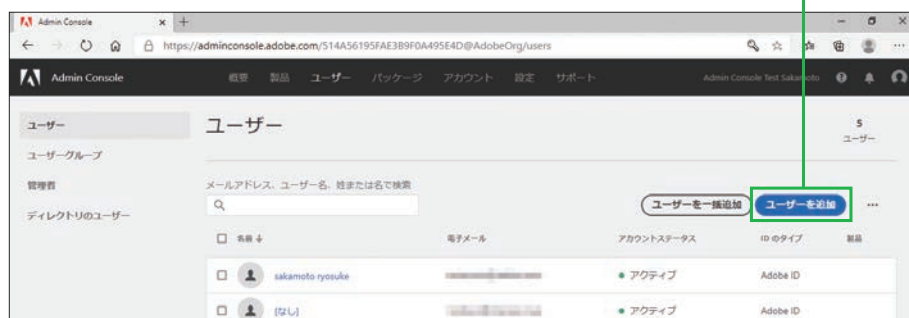 Admin Console
https://adminconsole.adobe.com/514A56195FAE3B9F0A495E4D@AdobeOrg/users
Admin Console 概要 製品 ユーザー パッケージ アカウント 設定 サポート Admin Console Test Sakamoto
ユーザー
ユーザーグループ
管理者
ディレクトリのユーザー
ユーザー
5
ユーザー
メールアドレス、ユーザー名、姓または名で検索
ユーザーを一括追加 ユーザーを追加 ...
名前 ↓ 電子メール アカウントステータス ID のタイプ 製品
sakamoto ryosuke アクティブ Adobe ID
[なし] アクティブ Adobe ID